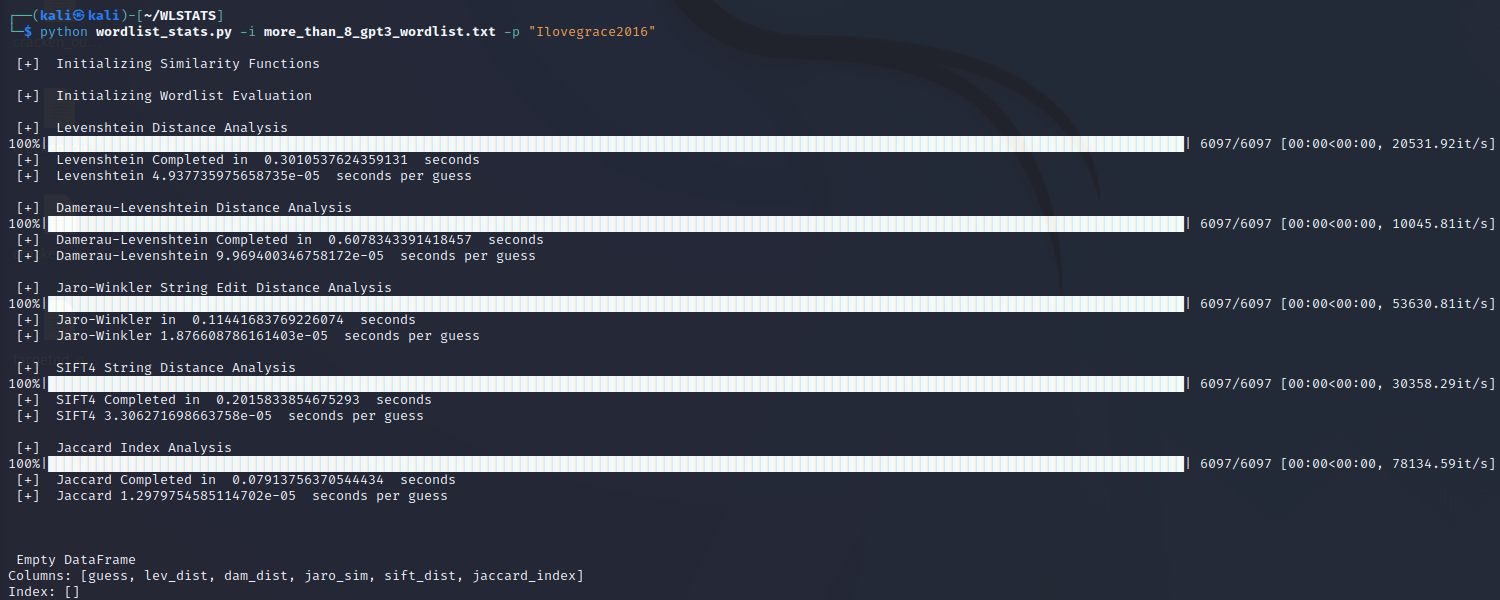 ┌──(kali㉿kali)-[~/WLSTATS]
└─$ python wordlist_stats.py -i more_than_8_gpt3_wordlist.txt -p "Ilovegrace2016"
[+] Initializing Similarity Functions
[+] Initializing Wordlist Evaluation
[+] Levenshtein Distance Analysis
100%| | 6097/6097 [00:00<00:00, 20531.92it/s]
[+] Levenshtein Completed in 0.3010537624359131 seconds
[+] Levenshtein 4.937735975658735e-05 seconds per guess
[+] Damerau-Levenshtein Distance Analysis
100%| | 6097/6097 [00:00<00:00, 10045.81it/s]
[+] Damerau-Levenshtein Completed in 0.6078343391418457 seconds
[+] Damerau-Levenshtein 9.969400346758172e-05 seconds per guess
[+] Jaro-Winkler String Edit Distance Analysis
100%| | 6097/6097 [00:00<00:00, 53630.81it/s]
[+] Jaro-Winkler in 0.11441683769226074 seconds
[+] Jaro-Winkler 1.876608786161403e-05 seconds per guess
[+] SIFT4 String Distance Analysis
100%| | 6097/6097 [00:00<00:00, 30358.29it/s]
[+] SIFT4 Completed in 0.2015833854675293 seconds
[+] SIFT4 3.306271698663758e-05 seconds per guess
[+] Jaccard Index Analysis
100%| | 6097/6097 [00:00<00:00, 78134.59it/s]
[+] Jaccard Completed in 0.07913756370544434 seconds
[+] Jaccard 1.2979754585114702e-05 seconds per guess
Empty DataFrame
Columns: [guess, lev_dist, dam_dist, jaro_sim, sift_dist, jaccard_index]
Index: []